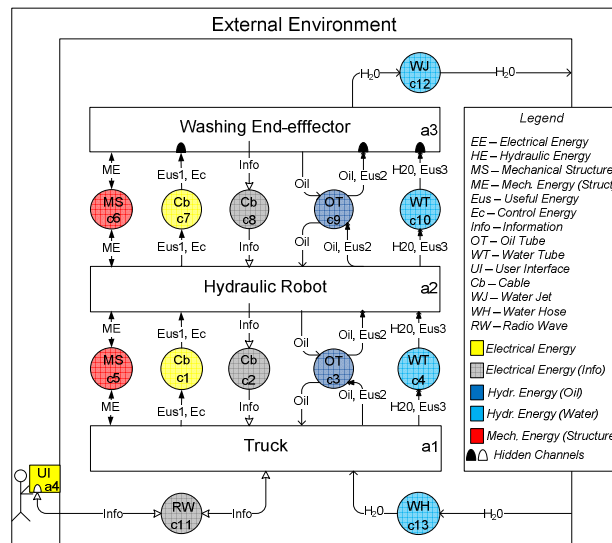 External Environment
WJ
c12
H20
H20
Washing End-efffector
a3
Info
Oil
Oil, Eus2
ME
Eus1, Ec
H20, Eus3
MS
c6
Cb
c7
Cb
c8
OT
c9
WT
c10
ME
Eus1, Ec
Info
Oil
Oil, Eus2
H20, Eus3
Hydraulic Robot
a2
ME
Eus1, Ec
Info
Oil
Oil, Eus2
H20, Eus3
MS
c5
Cb
c1
Cb
c2
OT
c3
WT
c4
ME
Eus1, Ec
Info
Oil
Oil, Eus2
H20, Eus3
Truck
a1
UI
a4
Info
RW
c11
Info
H20
WH
c13
H20
Legend
EE – Electrical Energy
HE – Hydraulic Energy
MS – Mechanical Structure
ME – Mech. Energy (Struct
Eus – Useful Energy
Ec – Control Energy
Info – Information
OT – Oil Tube
WT – Water Tube
UI – User Interface
Cb – Cable
WJ – Water Jet
WH – Water Hose
RW – Radio Wave
Electrical Energy
Electrical Energy (Info)
Hydr. Energy (Oil)
Hydr. Energy (Water)
Mech. Energy (Structure
Hidden Channels